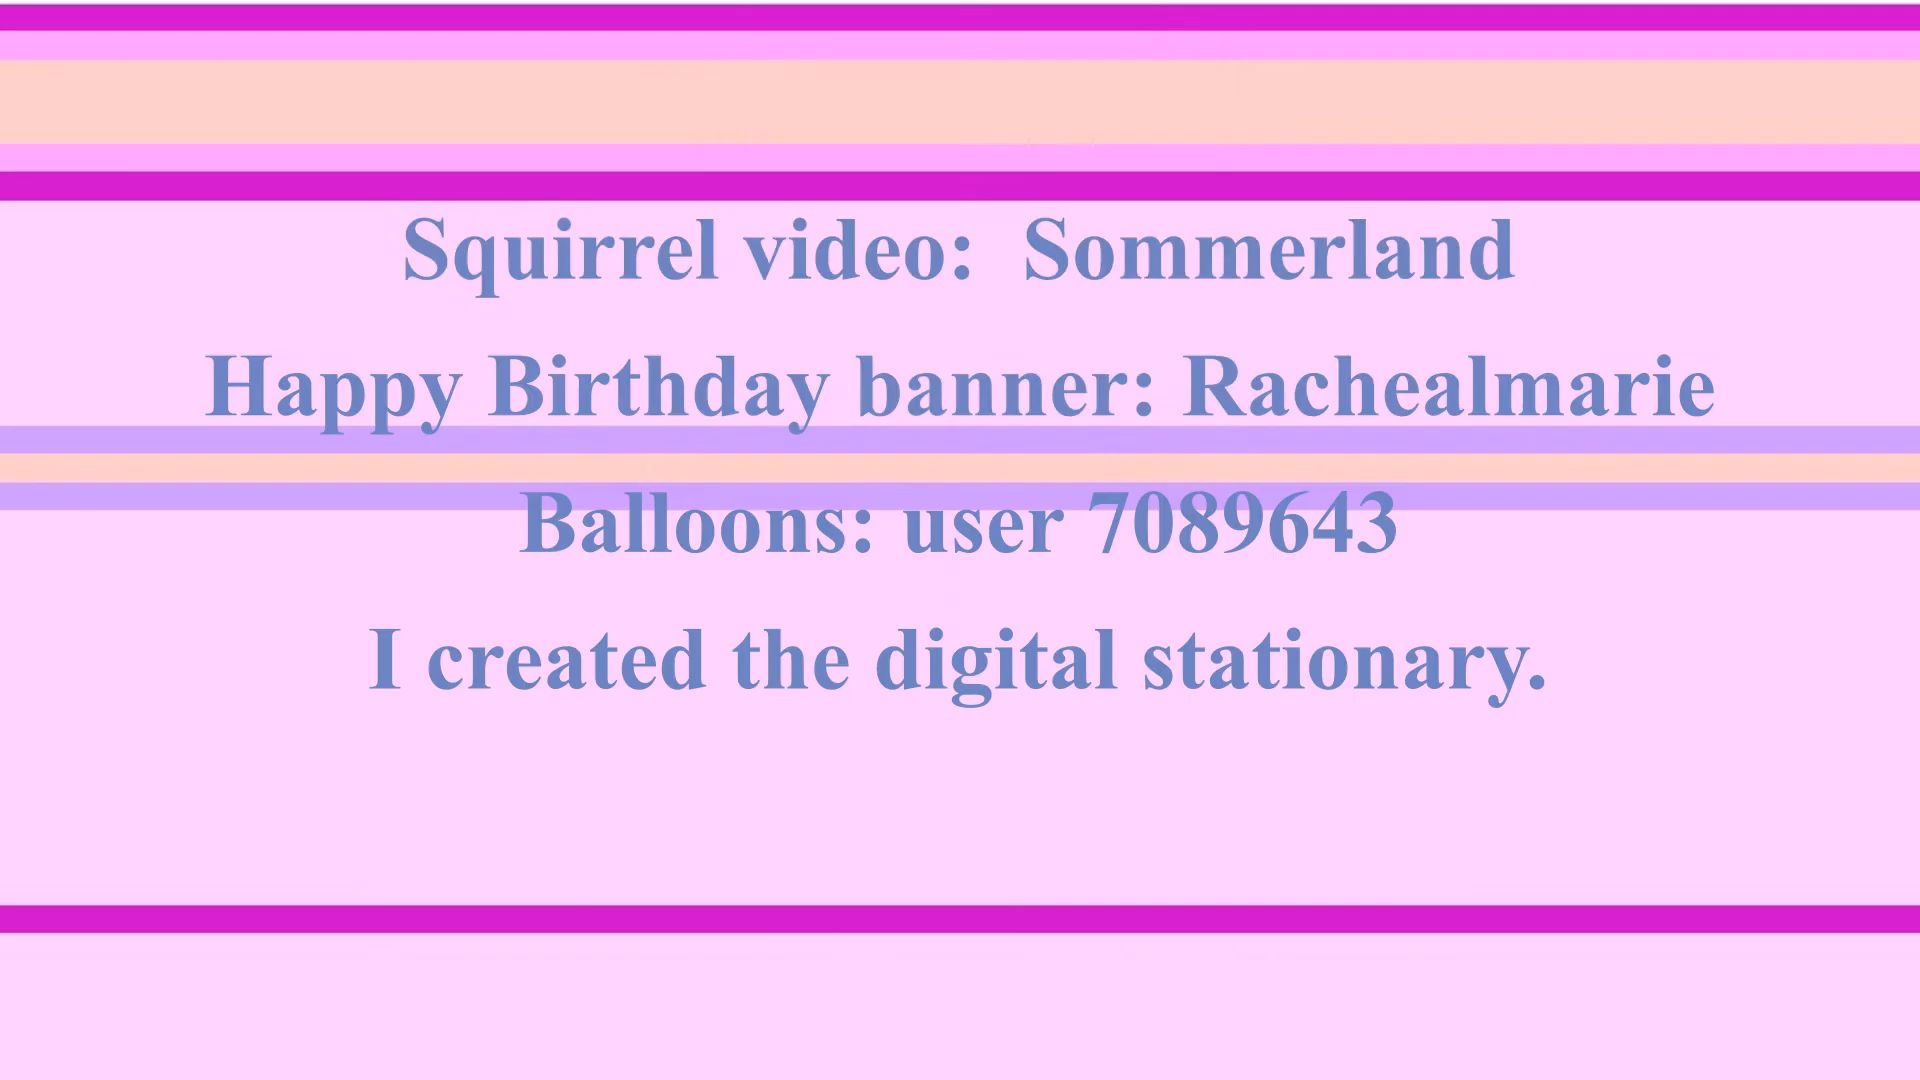 Squirrel video:  Sommerland
Happy Birthday banner: Rachealmarie
Balloons: user 7089643
I created the digital stationary.